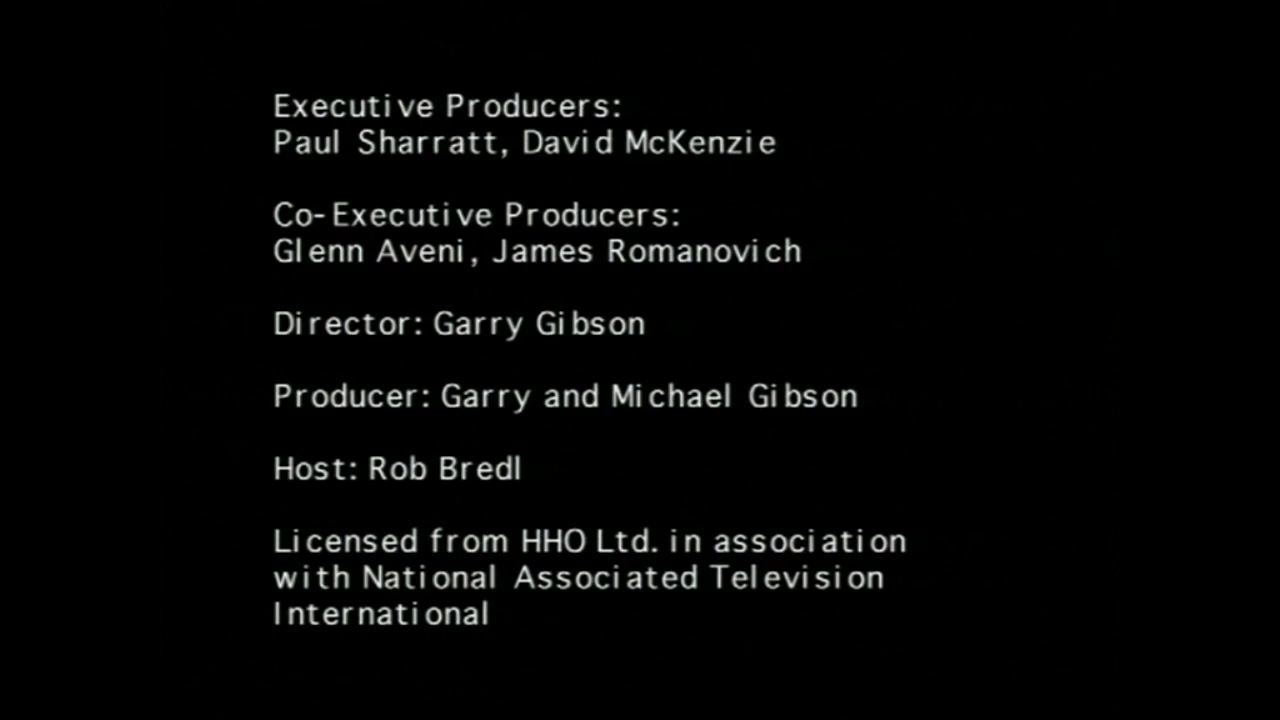 Executive Producers:
Paul Sharratt, David McKenzie
Co-Executive Producers:
Glenn Aveni, James Romanovich
Director: Garry Gibson
Producer: Garry and Michael Gibson
Host: Rob Bredl
Licensed from HHO Ltd. in association
with National Associated Television
International